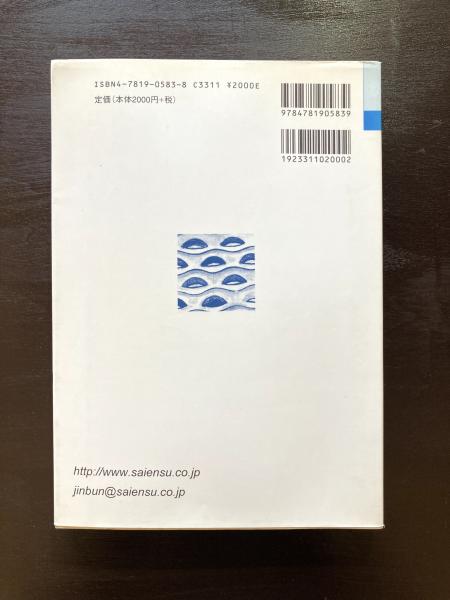 ISBN4-7819-0583-8 C3311 ¥2000E
定価(本体2000円+税)
9784781905839
1923311020002
http://www.saiensu.co.jp
jinbun@saiensu.co.jp